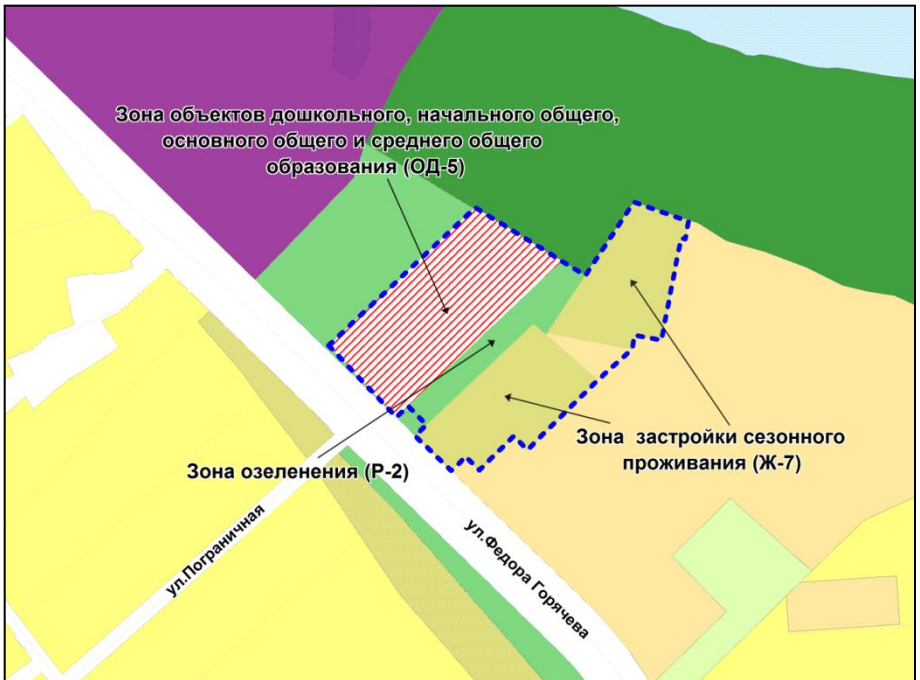 Зона объектов дошкольного, начального общего,
основного общего и среднего общего
образования (ОД-5)
Зона застройки сезонного
проживания (Ж-7)
Зона озеленения (Р-2)
ул.Пограничная
ул.Федора Горячева